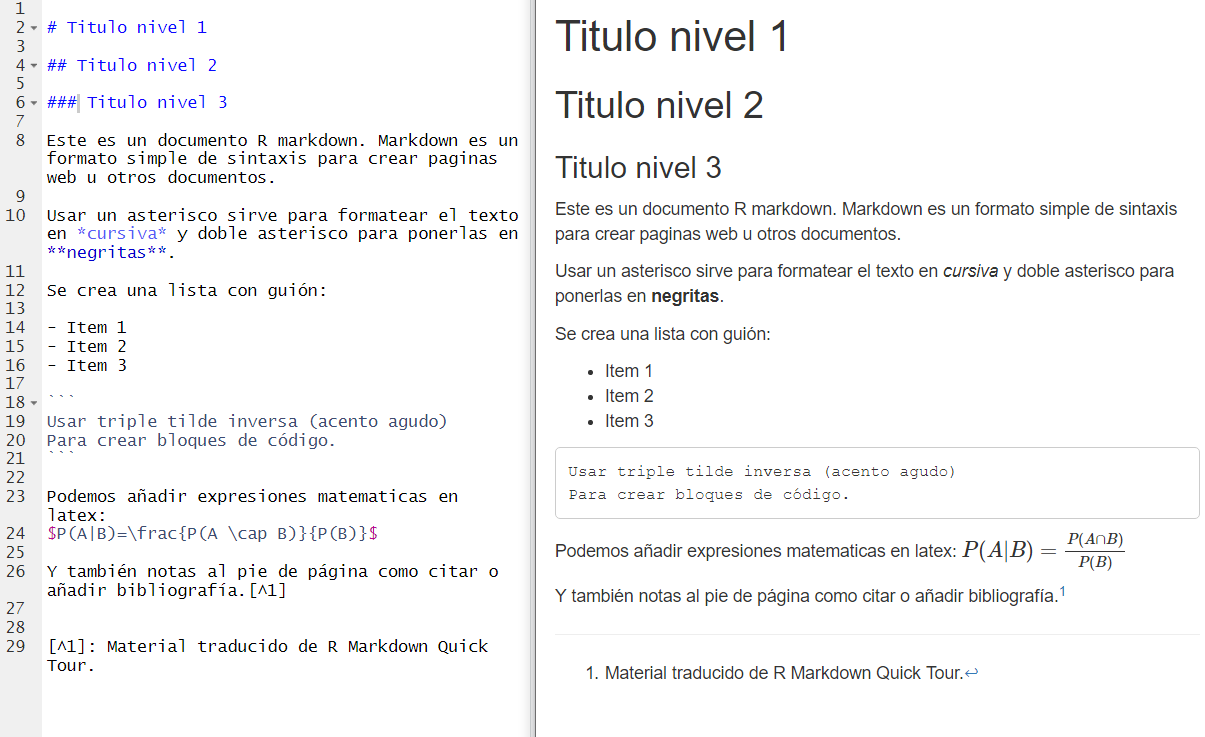 1
2 # Titulo nivel 1
3
4 ## Titulo nivel 2
5
6 ### Titulo nivel 3
7
8 Este es un documento R markdown. Markdown es un
formato simple de sintaxis para crear paginas
web u otros documentos.
9
10 Usar un asterisco sirve para formatear el texto
en *cursiva* y doble asterisco para ponerlas en
**negritas**.
11
12 Se crea una lista con guión:
13
14 - Item 1
15 - Item 2
16 - Item 3
17
18 ```
19 Usar triple tilde inversa (acento agudo)
20 Para crear bloques de código.
21 ```
22
23 Podemos añadir expresiones matematicas en
latex:
24 $P(A|B)=\frac{P(A \cap B)}{P(B)}$
25
26 Y también notas al pie de página como citar o
añadir bibliografía.[^1]
27
28
29 [^1]: Material traducido de R Markdown Quick
Tour.
Titulo nivel 1
Titulo nivel 2
Titulo nivel 3
Este es un documento R markdown. Markdown es un formato simple de sintaxis
para crear paginas web u otros documentos.
Usar un asterisco sirve para formatear el texto en cursiva y doble asterisco para
ponerlas en negritas.
Se crea una lista con guión:
• Item 1
• Item 2
• Item 3
Usar triple tilde inversa (acento agudo)
Para crear bloques de código.
Podemos añadir expresiones matematicas en latex: P(A|B) = P(A∩B)/P(B)
Y también notas al pie de página como citar o añadir bibliografía.¹
1. Material traducido de R Markdown Quick Tour.↩